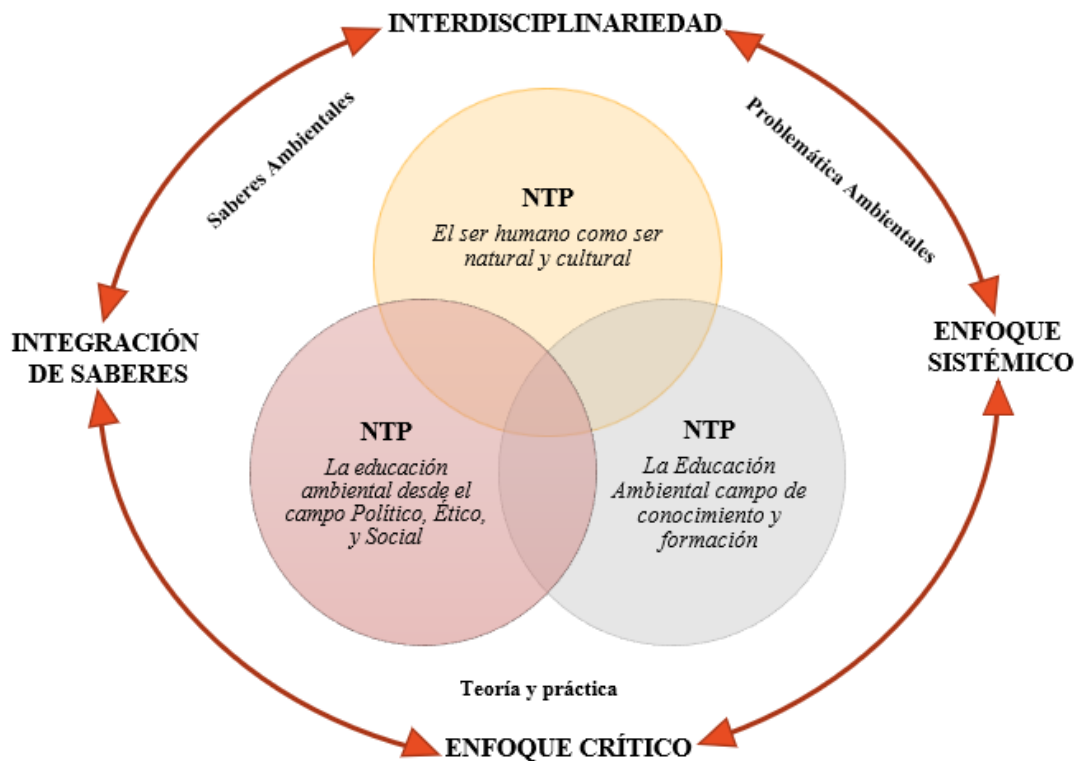 INTERDISCIPLINARIEDAD
Saberes Ambientales
Problemática Ambientales
NTP
El ser humano como ser
natural y cultural
INTEGRACIÓN
DE SABERES
ENFOQUE
SISTÉMICO
NTP
La educación
ambiental desde el
campo Político, Ético,
y Social
NTP
La Educación
Ambiental campo de
conocimiento y
formación
Teoría y práctica
ENFOQUE CRÍTICO